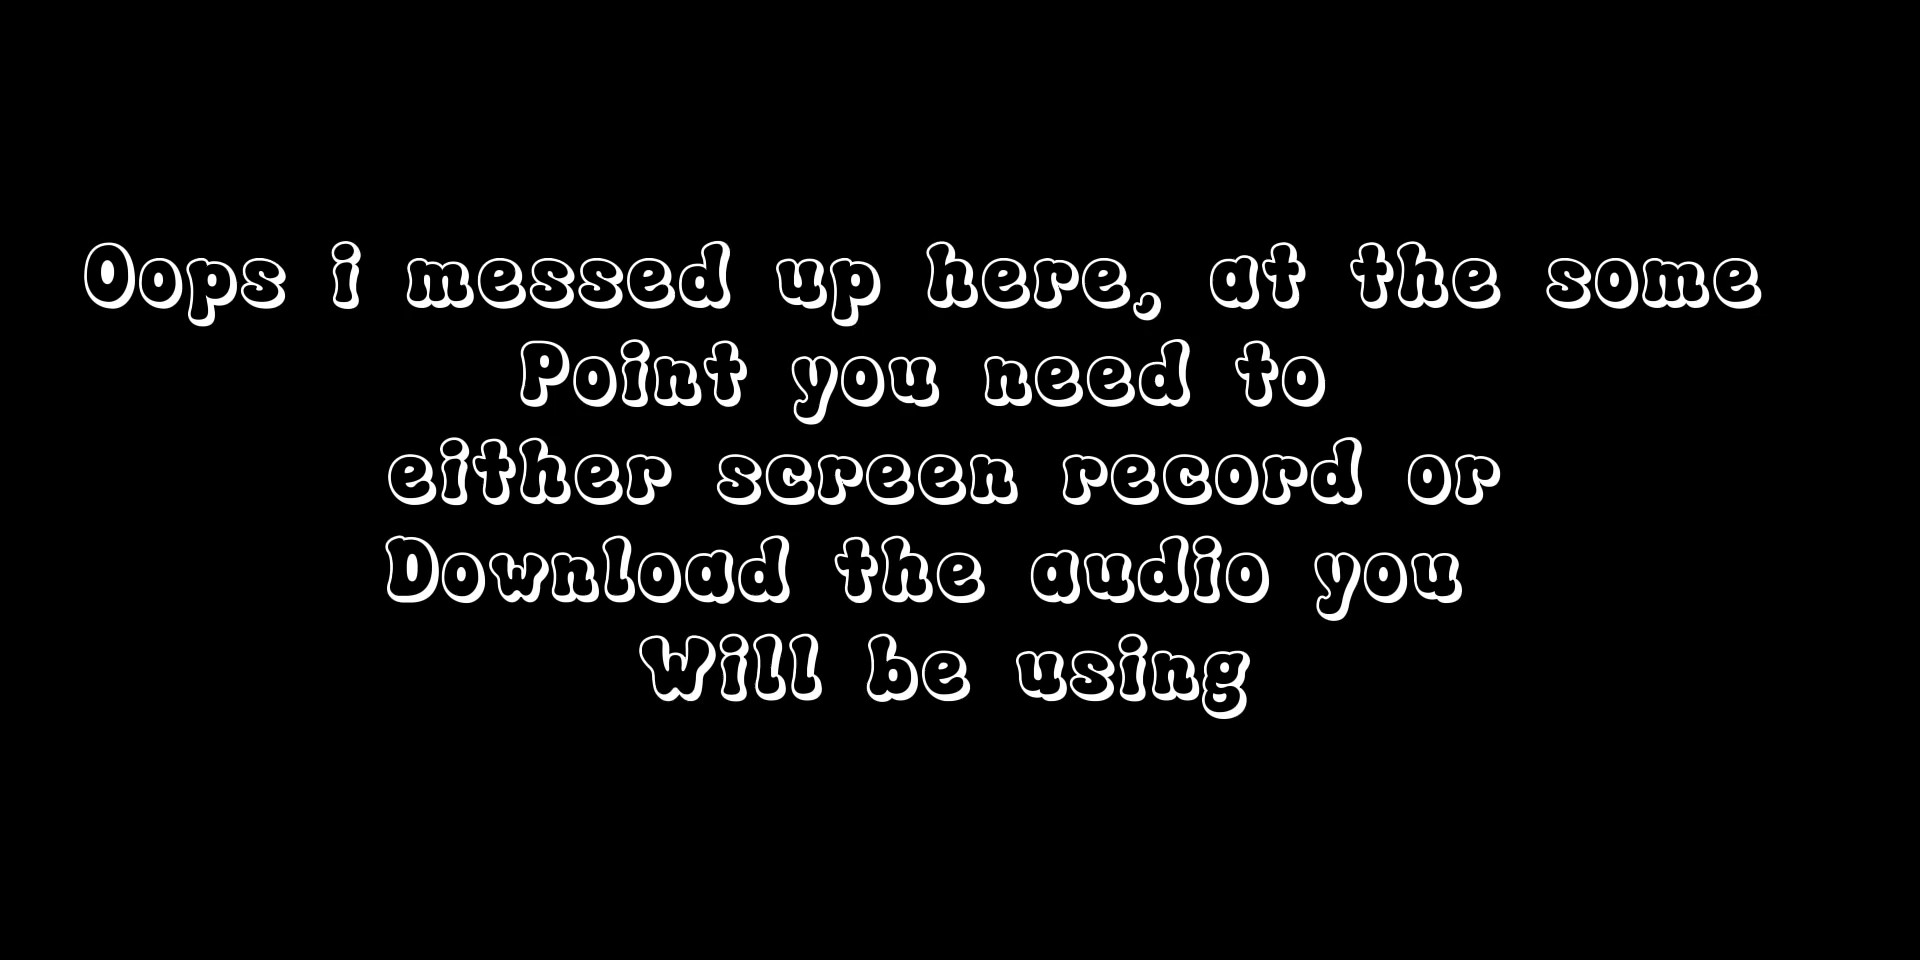 Oops i messed up here, at the some
Point you need to
either screen record or
Download the audio you
Will be using